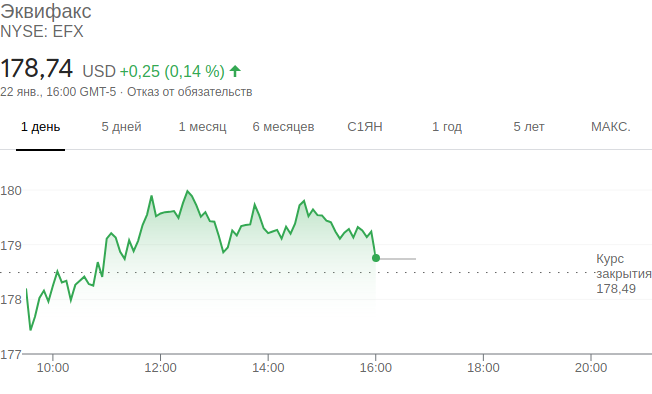 Эквифакс
NYSE: EFX
178,74 USD +0,25 (0,14 %)
22 янв., 16:00 GMT-5 · Отказ от обязательств
1 день 5 дней 1 месяц 6 месяцев С1ЯН 1 год 5 лет МАКС.
180
179
Курс
закрытия
178,49
178
177
10:00 12:00 14:00 16:00 18:00 20:00